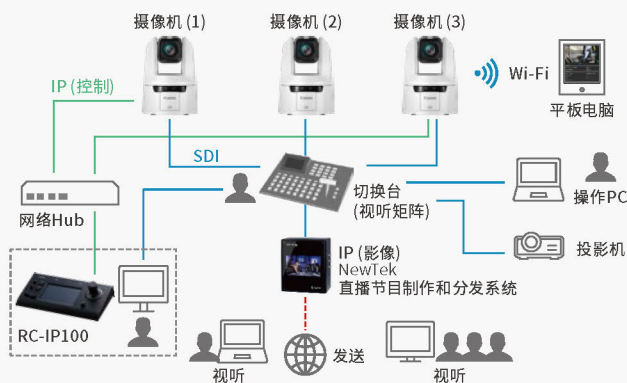 摄像机 (1)
摄像机 (2)
摄像机 (3)
IP (控制)
Wi-Fi
平板电脑
SDI
网络Hub
切换台
(视听矩阵)
操作PC
投影机
IP (影像)
NewTek
直播节目制作和分发系统
RC-IP100
视听
发送
视听